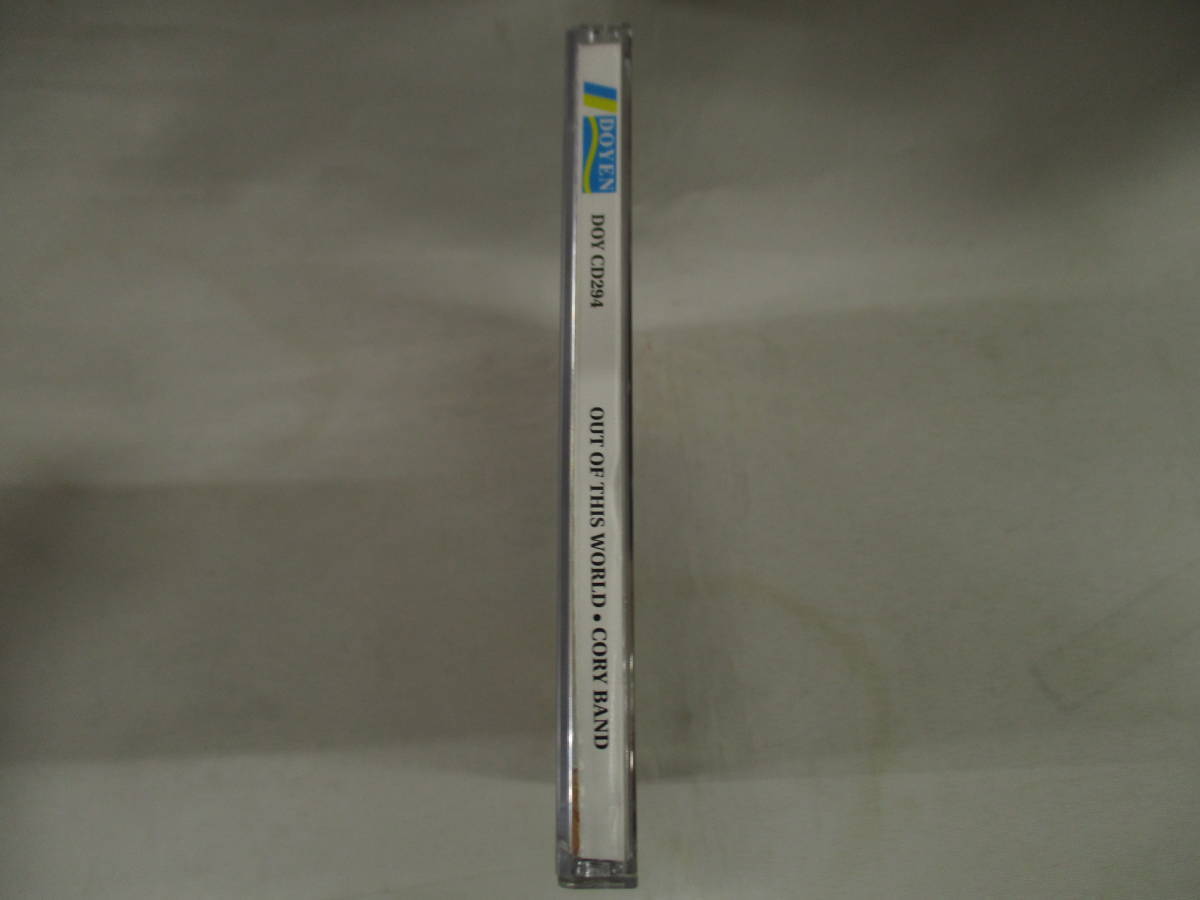 DOYEN
DOY CD294
OUT OF THIS WORLD • CORY BAND